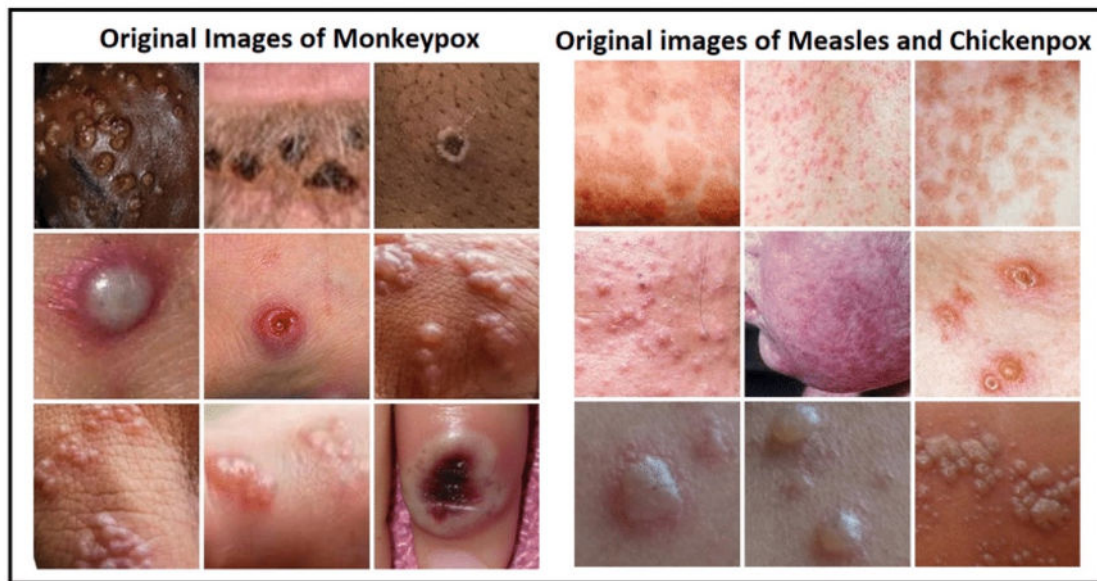 Original Images of Monkeypox
Original images of Measles and Chickenpox